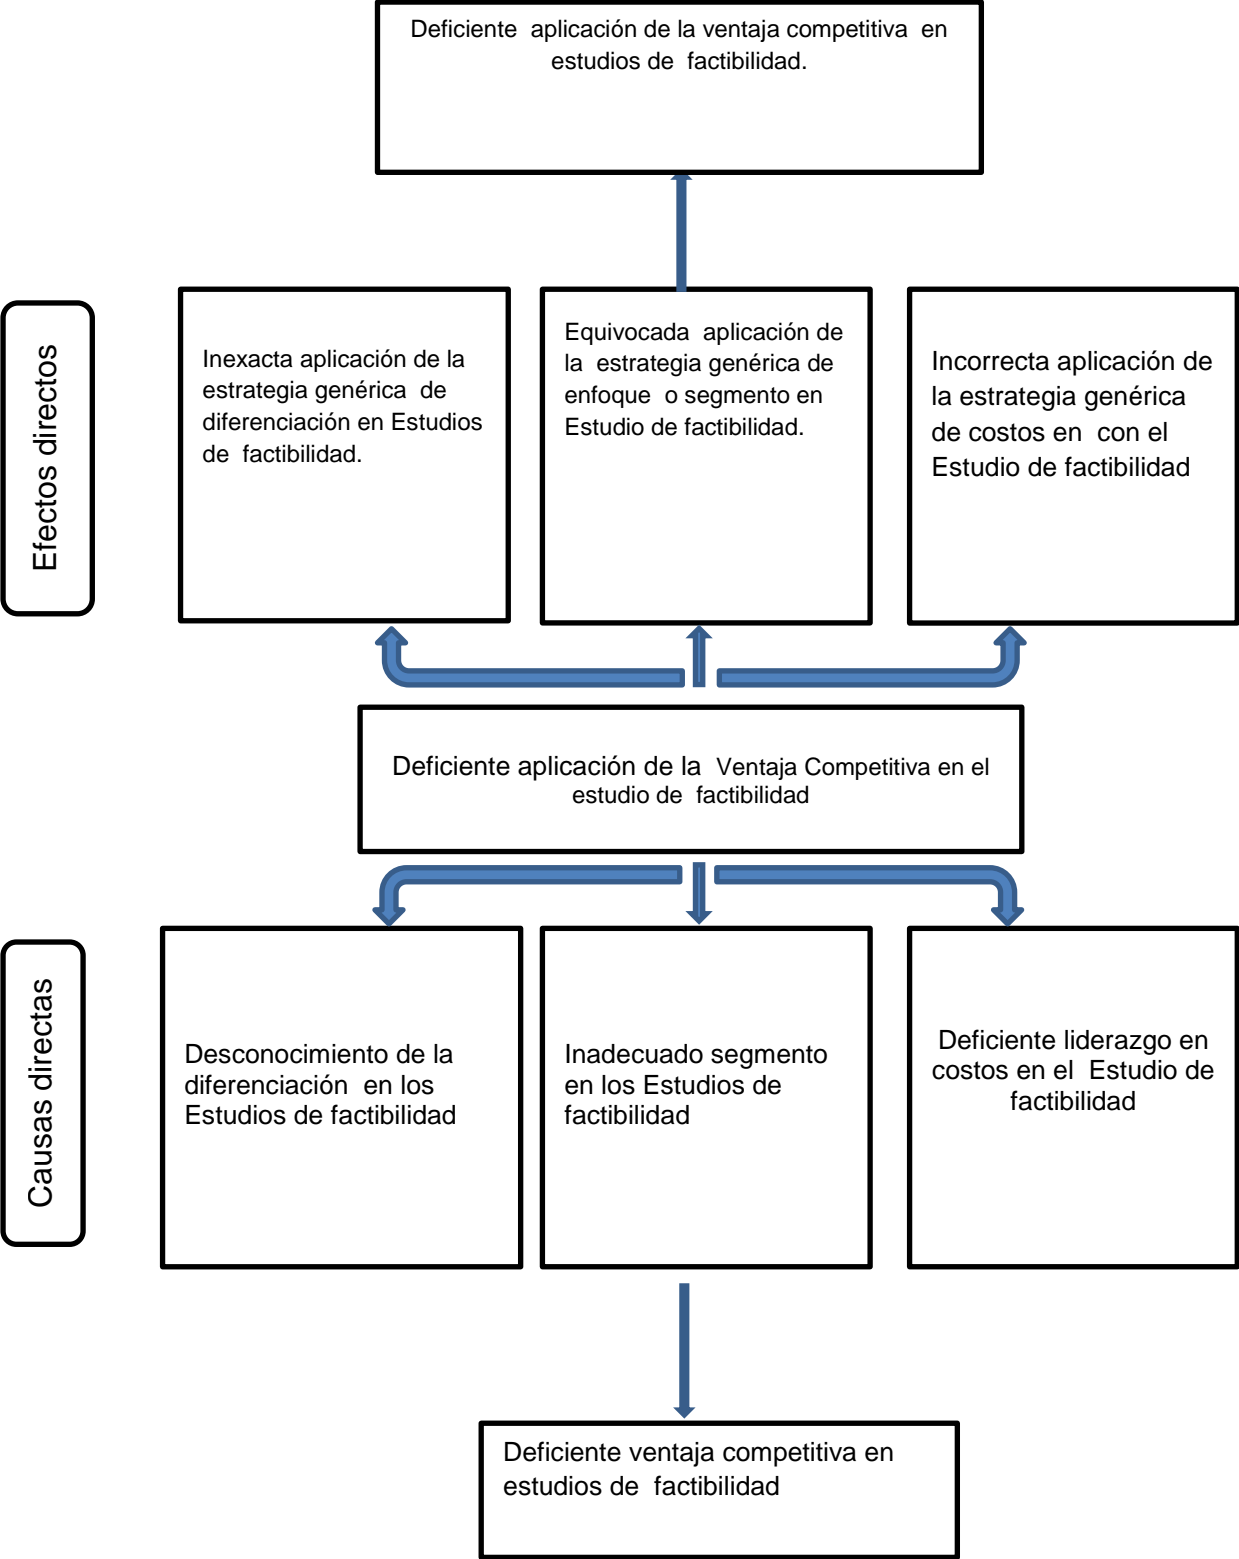 Deficiente aplicación de la ventaja competitiva en
estudios de factibilidad.
Efectos directos
Inexacta aplicación de la
estrategia genérica de
diferenciación en Estudios
de factibilidad.
Equivocada aplicación de
la estrategia genérica de
enfoque o segmento en
Estudio de factibilidad.
Incorrecta aplicación de
la estrategia genérica
de costos en con el
Estudio de factibilidad
Deficiente aplicación de la Ventaja Competitiva en el
estudio de factibilidad
Causas directas
Desconocimiento de la
diferenciación en los
Estudios de factibilidad
Inadecuado segmento
en los Estudios de
factibilidad
Deficiente liderazgo en
costos en el Estudio de
factibilidad
Deficiente ventaja competitiva en
estudios de factibilidad